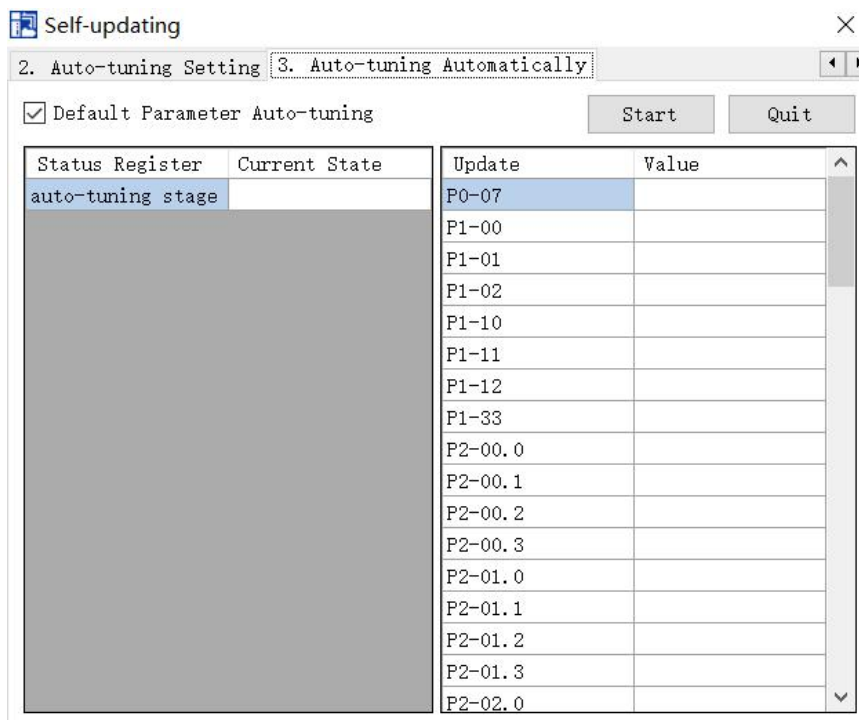 Self-updating
2. Auto-tuning Setting 3. Auto-tuning Automatically
Default Parameter Auto-tuning Start Quit
Status Register Current State Update Value
auto-tuning stage P0-07
P1-00
P1-01
P1-02
P1-10
P1-11
P1-12
P1-33
P2-00.0
P2-00.1
P2-00.2
P2-00.3
P2-01.0
P2-01.1
P2-01.2
P2-01.3
P2-02.0